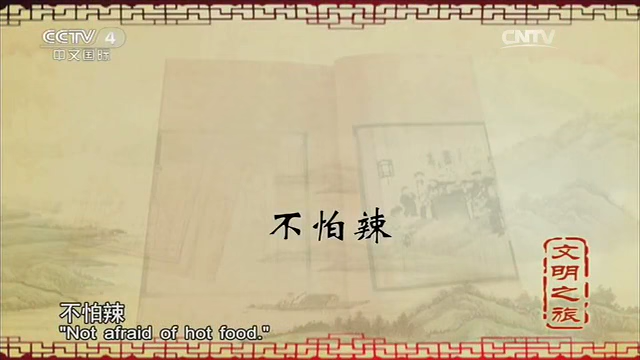 CCTV 4
中文国际
CNTV
不怕辣
文明之旅
不怕辣
"Not afraid of hot food."